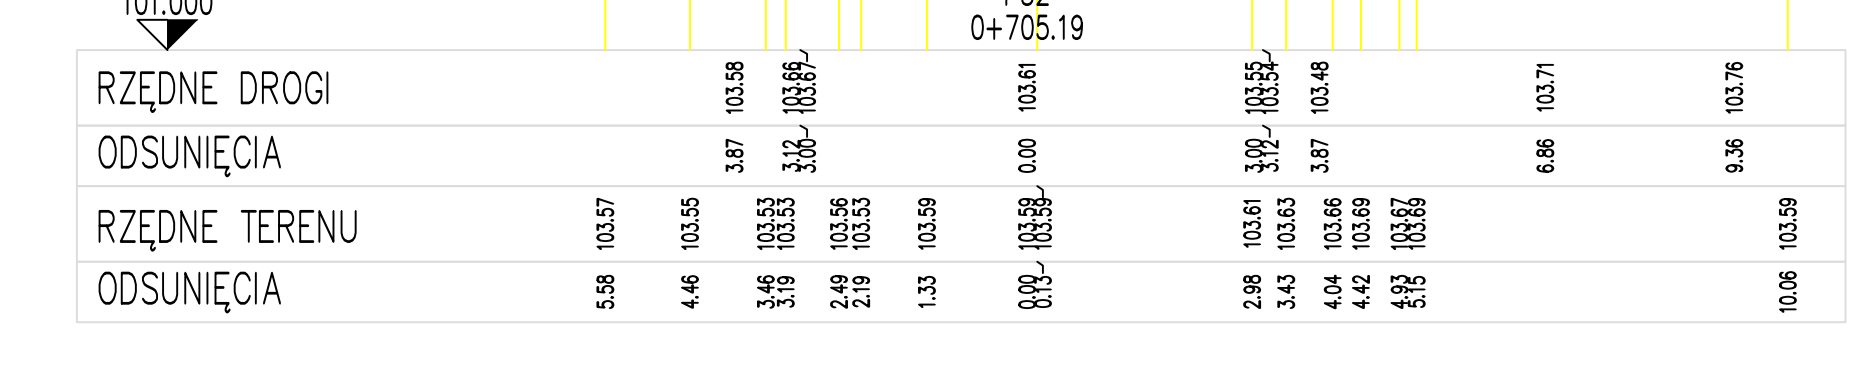 101.000
0+705.19
RZĘDNE DROGI 103.58 103.66 103.67 103.61 103.55 103.54 103.48 103.71 103.76
ODSUNIĘCIA 3.87 3.12 3.00 0.00 3.00 3.12 3.87 6.86 9.36
RZĘDNE TERENU 103.57 103.55 103.53 103.53 103.56 103.53 103.59 103.59 103.59 103.61 103.63 103.66 103.69 103.67 103.69 103.59
ODSUNIĘCIA 5.58 4.46 3.46 3.19 2.49 2.19 1.33 0.00 0.13 2.98 3.43 4.04 4.42 4.93 5.15 10.06